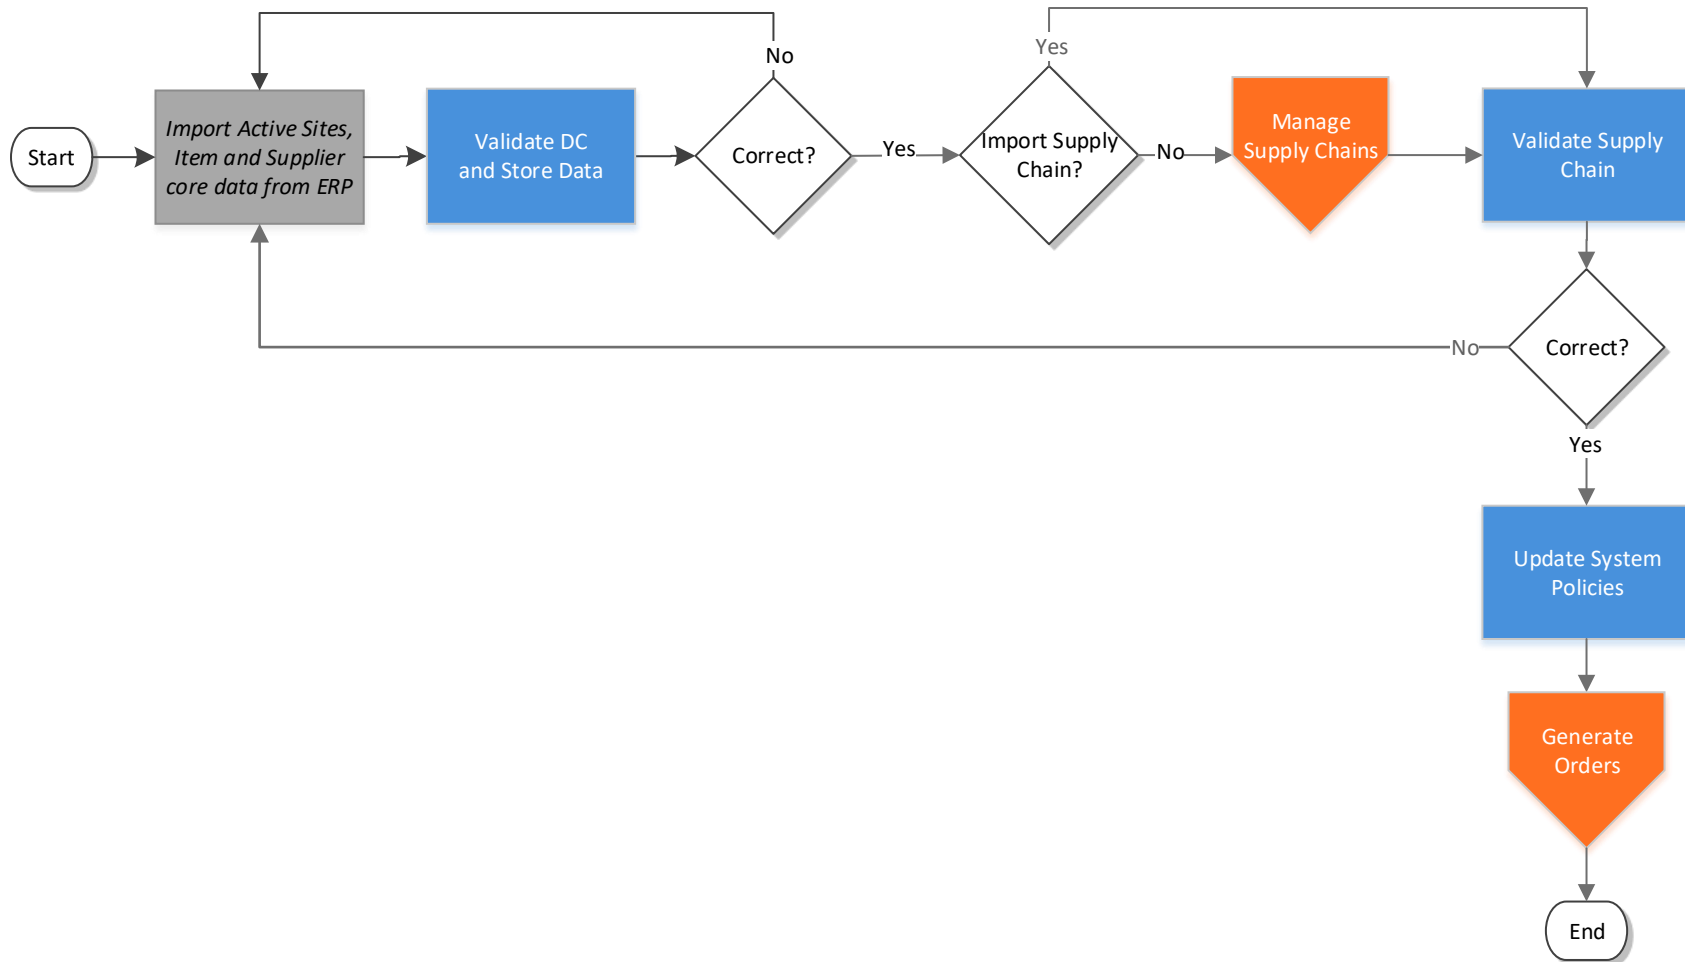 Start
Import Active Sites,
Item and Supplier
core data from ERP
Validate DC
and Store Data
No
Correct?
Yes
Yes
Import Supply
Chain?
No
Manage
Supply Chains
Validate Supply
Chain
No
Correct?
Yes
Update System
Policies
Generate
Orders
End